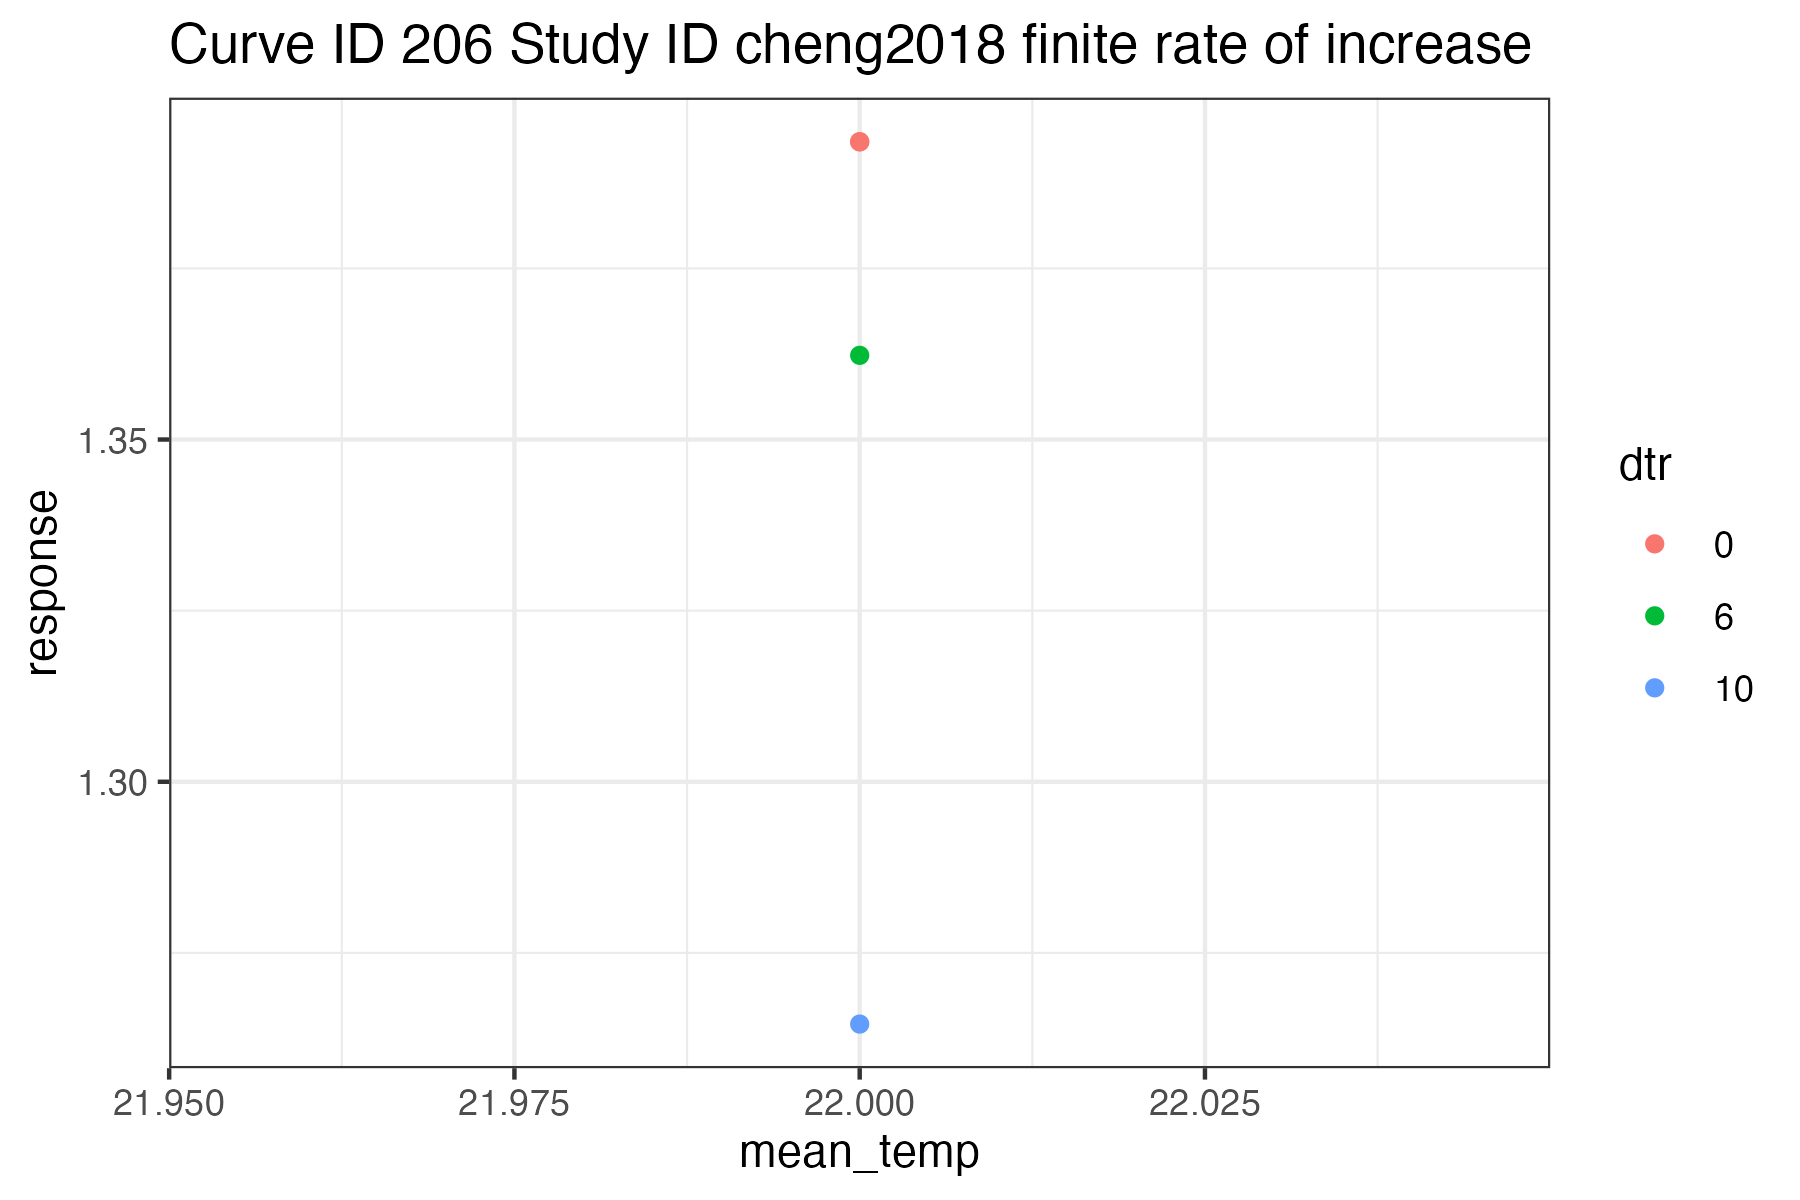 Curve ID 206 Study ID cheng2018 finite rate of increase
response
1.35
1.30
21.950
21.975
22.000
22.025
mean_temp
dtr
0
6
10